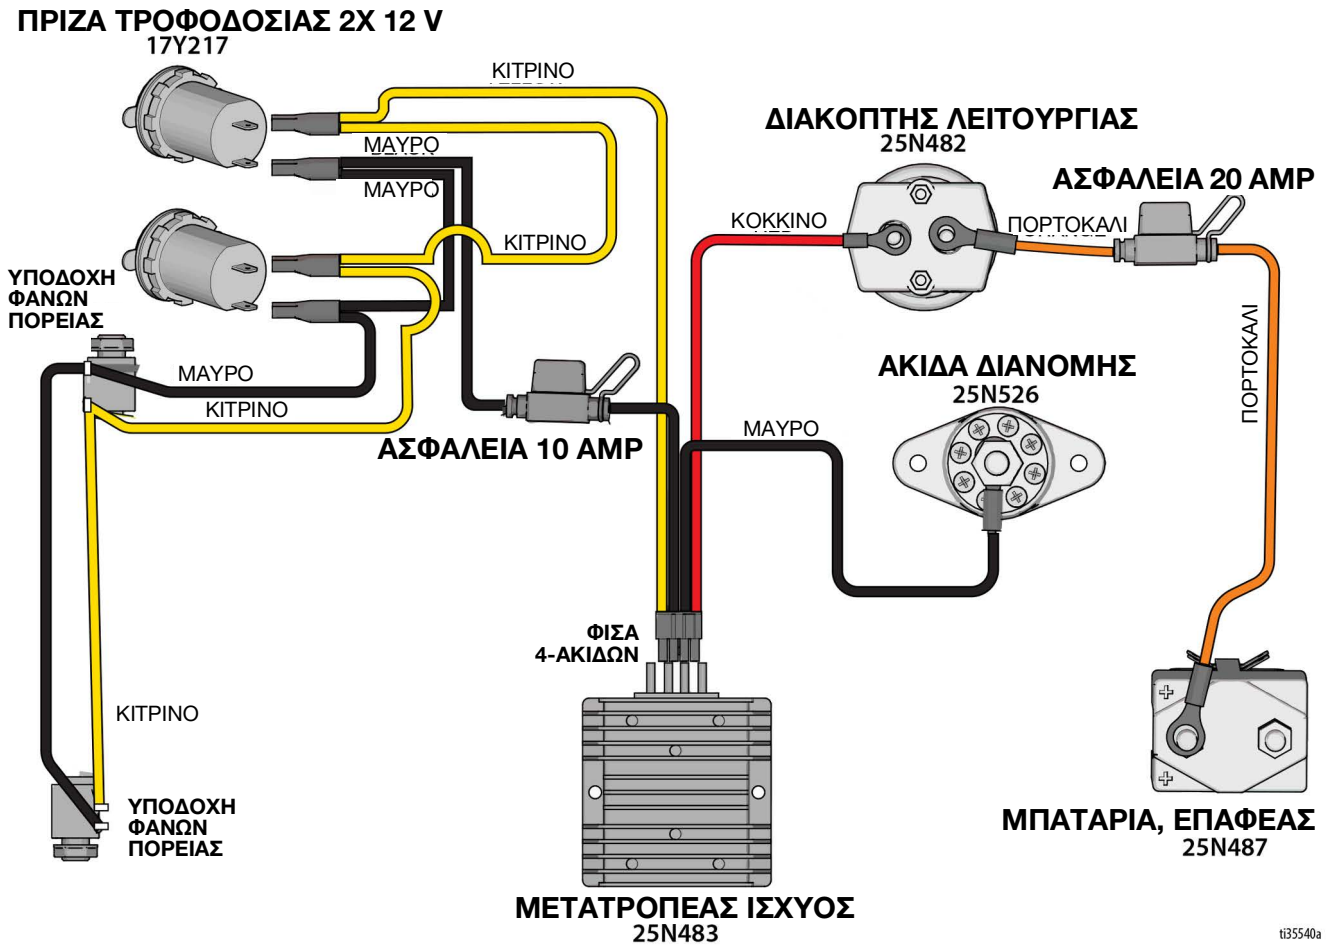 ΠΡΙΖΑ ΤΡΟΦΟΔΟΣΙΑΣ 2X 12 V
17Y217
ΚΙΤΡΙΝΟ
ΜΑΥΡΟ
ΜΑΥΡΟ
ΚΙΤΡΙΝΟ
ΥΠΟΔΟΧΗ
ΦΑΝΩΝ
ΠΟΡΕΙΑΣ
ΜΑΥΡΟ
ΚΙΤΡΙΝΟ
ΑΣΦΑΛΕΙΑ 10 AMP
ΔΙΑΚΟΠΤΗΣ ΛΕΙΤΟΥΡΓΙΑΣ
25N482
ΑΣΦΑΛΕΙΑ 20 AMP
ΚΟΚΚΙΝΟ
ΠΟΡΤΟΚΑΛΙ
ΠΟΡΤΟΚΑΛΙ
ΑΚΙΔΑ ΔΙΑΝΟΜΗΣ
25N526
ΜΑΥΡΟ
ΦΙΣΑ
4-ΑΚΙΔΩΝ
ΚΙΤΡΙΝΟ
ΥΠΟΔΟΧΗ
ΦΑΝΩΝ
ΠΟΡΕΙΑΣ
ΜΠΑΤΑΡΙΑ, ΕΠΑΦΕΑΣ
25N487
ΜΕΤΑΤΡΟΠΕΑΣ ΙΣΧΥΟΣ
25N483
ti35540a